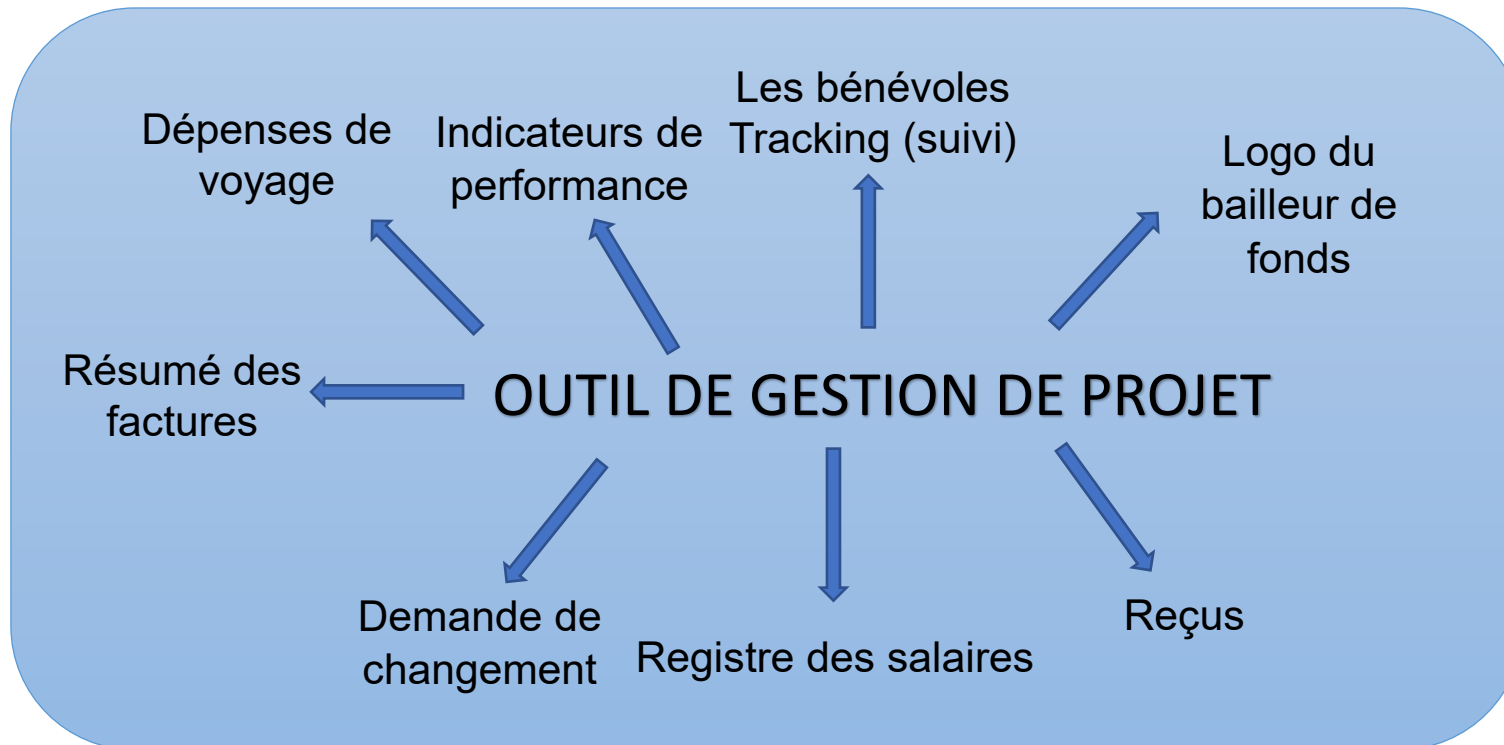 Les bénévoles
Tracking (suivi)
Dépenses de
voyage
Indicateurs de
performance
Logo du
bailleur de
fonds
Résumé des
factures
OUTIL DE GESTION DE PROJET
Demande de
changement
Registre des salaires
Reçus